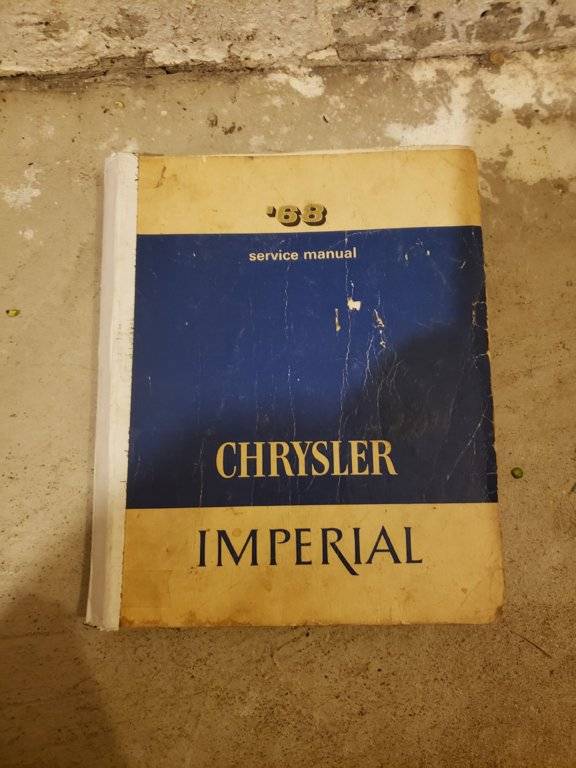 '68
service manual
CHRYSLER
IMPERIAL